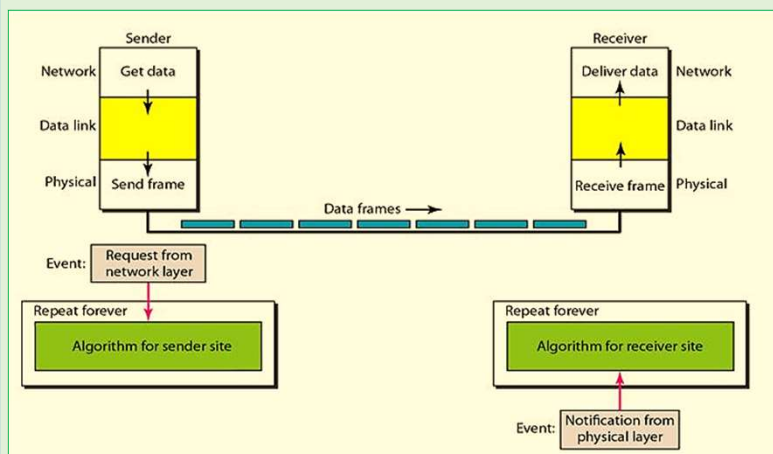 Sender
Receiver
Network
Get data
Deliver data
Network
Data link
Data link
Physical
Send frame
Receive frame
Physical
Data frames
Event:
Request from
network layer
Repeat forever
Algorithm for sender site
Repeat forever
Algorithm for receiver site
Event:
Notification from
physical layer